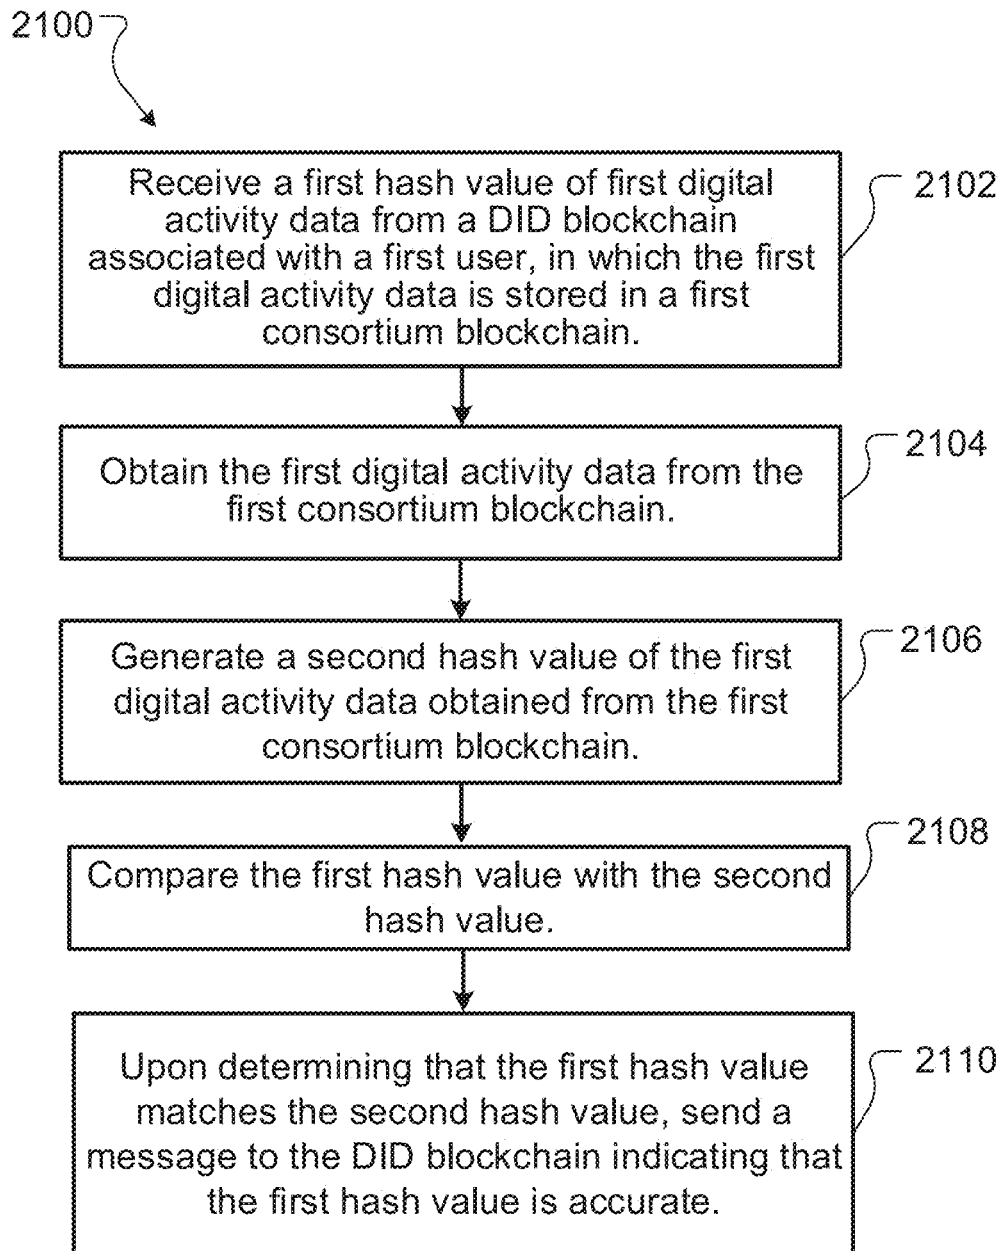 2100
Receive a first hash value of first digital
activity data from a DID blockchain
associated with a first user, in which the first
digital activity data is stored in a first
consortium blockchain.
2102
Obtain the first digital activity data from the
first consortium blockchain.
2104
Generate a second hash value of the first
digital activity data obtained from the first
consortium blockchain.
2106
Compare the first hash value with the second
hash value.
2108
Upon determining that the first hash value
matches the second hash value, send a
message to the DID blockchain indicating that
the first hash value is accurate.
2110